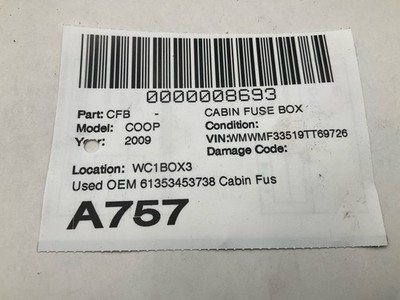 0000008693
Part: CFB - CABIN FUSE BOX
Model: COOP Condition:
Year: 2009 VIN:WMWMF33519TT69726
Damage Code:
Location: WC1BOX3
Used OEM 61353453738 Cabin Fus
A757